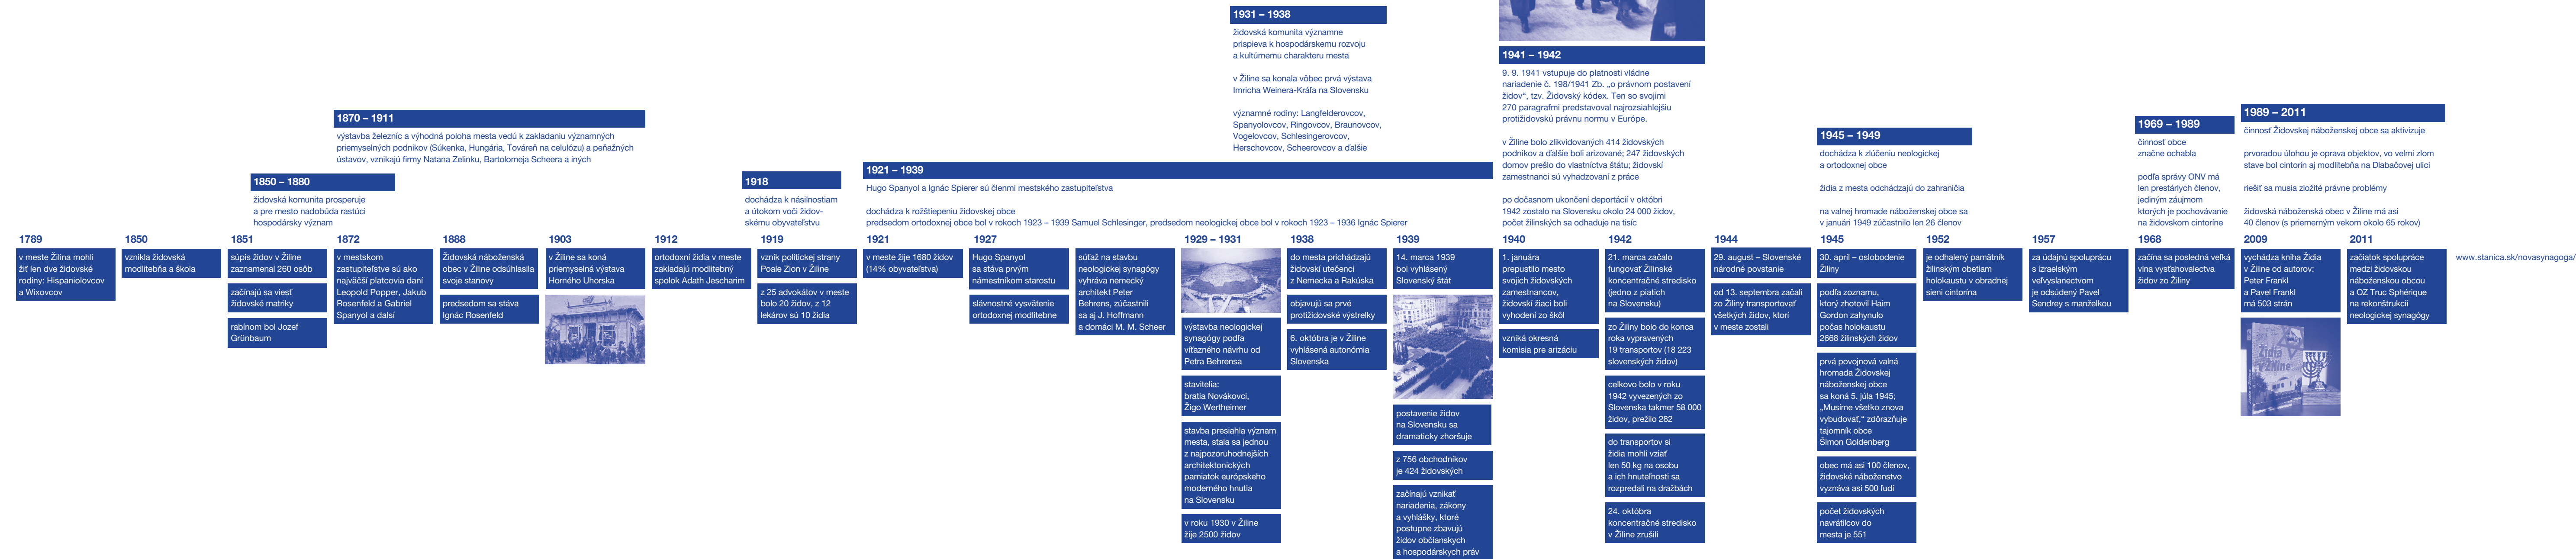 1931 – 1938
židovská komunita významne
prispieva k hospodárskemu rozvoju
a kultúrnemu charakteru mesta
v Žiline sa konala vôbec prvá výstava
Imricha Weinera-Kráľa na Slovensku
významné rodiny: Langfelderovcov,
Spanyolovcov, Ringovcov, Braunovcov,
Vogelovcov, Schlesingerovcov,
Herschovcov, Scheerovcov a ďalšie
1941 – 1942
9. 9. 1941 vstupuje do platnosti vládne
nariadenie č. 198/1941 Zb. „o právnom postavení
židov“, tzv. Židovský kódex. Ten so svojimi
270 paragrafmi predstavoval najrozsiahlejšiu
protižidovskú právnu normu v Európe.
v Žiline bolo zlikvidovaných 414 židovských
podnikov a ďalšie boli arizované; 247 židovských
domov prešlo do vlastníctva štátu; židovskí
zamestnanci sú vyhadzovaní z práce
po dočasnom ukončení deportácií v októbri
1942 zostalo na Slovensku okolo 24 000 židov,
počet žilinských sa odhaduje na tisíc
1870 – 1911
výstavba železníc a výhodná poloha mesta vedú k zakladaniu významných
priemyselných podnikov (Súkenka, Hungária, Továreň na celulózu) a peňažných
ústavov, vznikajú firmy Natana Zelinku, Bartolomeja Scheera a iných
1850 – 1880
židovská komunita prosperuje
a pre mesto nadobúda rastúci
hospodársky význam
1918
dochádza k násilnostiam
a útokom voči židov-
skému obyvateľstvu
1921 – 1939
Hugo Spanyol a Ignác Spierer sú členmi mestského zastupiteľstva
dochádza k rožštiepeniu židovskej obce
predsedom ortodoxnej obce bol v rokoch 1923 – 1939 Samuel Schlesinger, predsedom neologickej obce bol v rokoch 1923 – 1936 Ignác Spierer
1945 – 1949
dochádza k zlúčeniu neologickej
a ortodoxnej obce
židia z mesta odchádzajú do zahraničia
na valnej hromade náboženskej obce sa
v januári 1949 zúčastnilo len 26 členov
1969 – 1989
činnosť obce
značne ochabla
podľa správy ONV má
len prestárlych členov,
jediným záujmom
ktorých je pochovávanie
na židovskom cintoríne
1989 – 2011
činnosť Židovskej náboženskej obce sa aktivizuje
prvoradou úlohou je oprava objektov, vo velmi zlom
stave bol cintorín aj modlitebňa na Dlabačovej ulici
riešiť sa musia zložité právne problémy
židovská náboženská obec v Žiline má asi
40 členov (s priemerným vekom okolo 65 rokov)
1789
v meste Žilina mohli
žiť len dve židovské
rodiny: Hispaniolovcov
a Wixovcov
1850
vznikla židovská
modlitebňa a škola
1851
súpis židov v Žiline
zaznamenal 260 osôb
začínajú sa viesť
židovské matriky
rabínom bol Jozef
Grünbaum
1872
v mestskom
zastupiteľstve sú ako
najväčší platcovia daní
Leopold Popper, Jakub
Rosenfeld a Gabriel
Spanyol a dalsí
1888
Židovská náboženská
obec v Žiline odsúhlasila
svoje stanovy
predsedom sa stáva
Ignác Rosenfeld
1903
v Žiline sa koná
priemyselná výstava
Horného Uhorska
1912
ortodoxní židia v meste
zakladajú modlitebný
spolok Adath Jescharim
1919
vznik politickej strany
Poale Zion v Žiline
z 25 advokátov v meste
bolo 20 židov, z 12
lekárov sú 10 židia
1921
v meste žije 1680 židov
(14% obyvateľstva)
1927
Hugo Spanyol
sa stáva prvým
námestníkom starostu
slávnostné vysvätenie
ortodoxnej modlitebne
súťaž na stavbu
neologickej synagógy
vyhráva nemecký
architekt Peter
Behrens, zúčastnili
sa aj J. Hoffmann
a domáci M. M. Scheer
1929 – 1931
výstavba neologickej
synagógy podľa
víťazného návrhu od
Petra Behrensa
stavitelia:
bratia Novákovci,
Žigo Wertheimer
stavba presiahla význam
mesta, stala sa jednou
z najpozoruhodnejších
architektonických
pamiatok európskeho
moderného hnutia
na Slovensku
v roku 1930 v Žiline
žije 2500 židov
1938
do mesta prichádzajú
židovskí utečenci
z Nemecka a Rakúska
objavujú sa prvé
protižidovské výstrelky
6. októbra je v Žiline
vyhlásená autonómia
Slovenska
1939
14. marca 1939
bol vyhlásený
Slovenský štát
postavenie židov
na Slovensku sa
dramaticky zhoršuje
z 756 obchodníkov
je 424 židovských
začínajú vznikať
nariadenia, zákony
a vyhlášky, ktoré
postupne zbavujú
židov občianskych
a hospodárskych práv
1940
1. januára
prepustilo mesto
svojich židovských
zamestnancov,
židovskí žiaci boli
vyhodení zo škôl
vzniká okresná
komisia pre arizáciu
1942
21. marca začalo
fungovať Žilinské
koncentračné stredisko
(jedno z piatich
na Slovensku)
zo Žiliny bolo do konca
roka vypravených
19 transportov (18 223
slovenských židov)
celkovo bolo v roku
1942 vyvezených zo
Slovenska takmer 58 000
židov, prežilo 282
do transportov si
židia mohli vziať
len 50 kg na osobu
a ich hnuteľnosti sa
rozpredali na dražbách
24. októbra
koncentračné stredisko
v Žiline zrušili
1944
29. august – Slovenské
národné povstanie
od 13. septembra začali
zo Žiliny transportovať
všetkých židov, ktorí
v meste zostali
1945
30. apríl – oslobodenie
Žiliny
podľa zoznamu,
ktorý zhotovil Haim
Gordon zahynulo
počas holokaustu
2668 žilinských židov
prvá povojnová valná
hromada Židovskej
náboženskej obce
sa koná 5. júla 1945;
„Musíme všetko znova
vybudovať,“ zdôrazňuje
tajomník obce
Šimon Goldenberg
obec má asi 100 členov,
židovské náboženstvo
vyznáva asi 500 ľudí
počet židovských
navrátilcov do
mesta je 551
1952
je odhalený pamätník
žilinským obetiam
holokaustu v obradnej
sieni cintorína
1957
za údajnú spoluprácu
s izraelským
veľvyslanectvom
je odsúdený Pavel
Sendrey s manželkou
1968
začína sa posledná veľká
vlna vysťahovalectva
židov zo Žiliny
2009
vychádza kniha Židia
v Žiline od autorov:
Peter Frankl
a Pavel Frankl
má 503 strán
Židia
v Žiline
2011
začiatok spolupráce
medzi židovskou
náboženskou obcou
a OZ Truc Sphérique
na rekonštrukcii
neologickej synagógy
www.stanica.sk/novasynagoga/